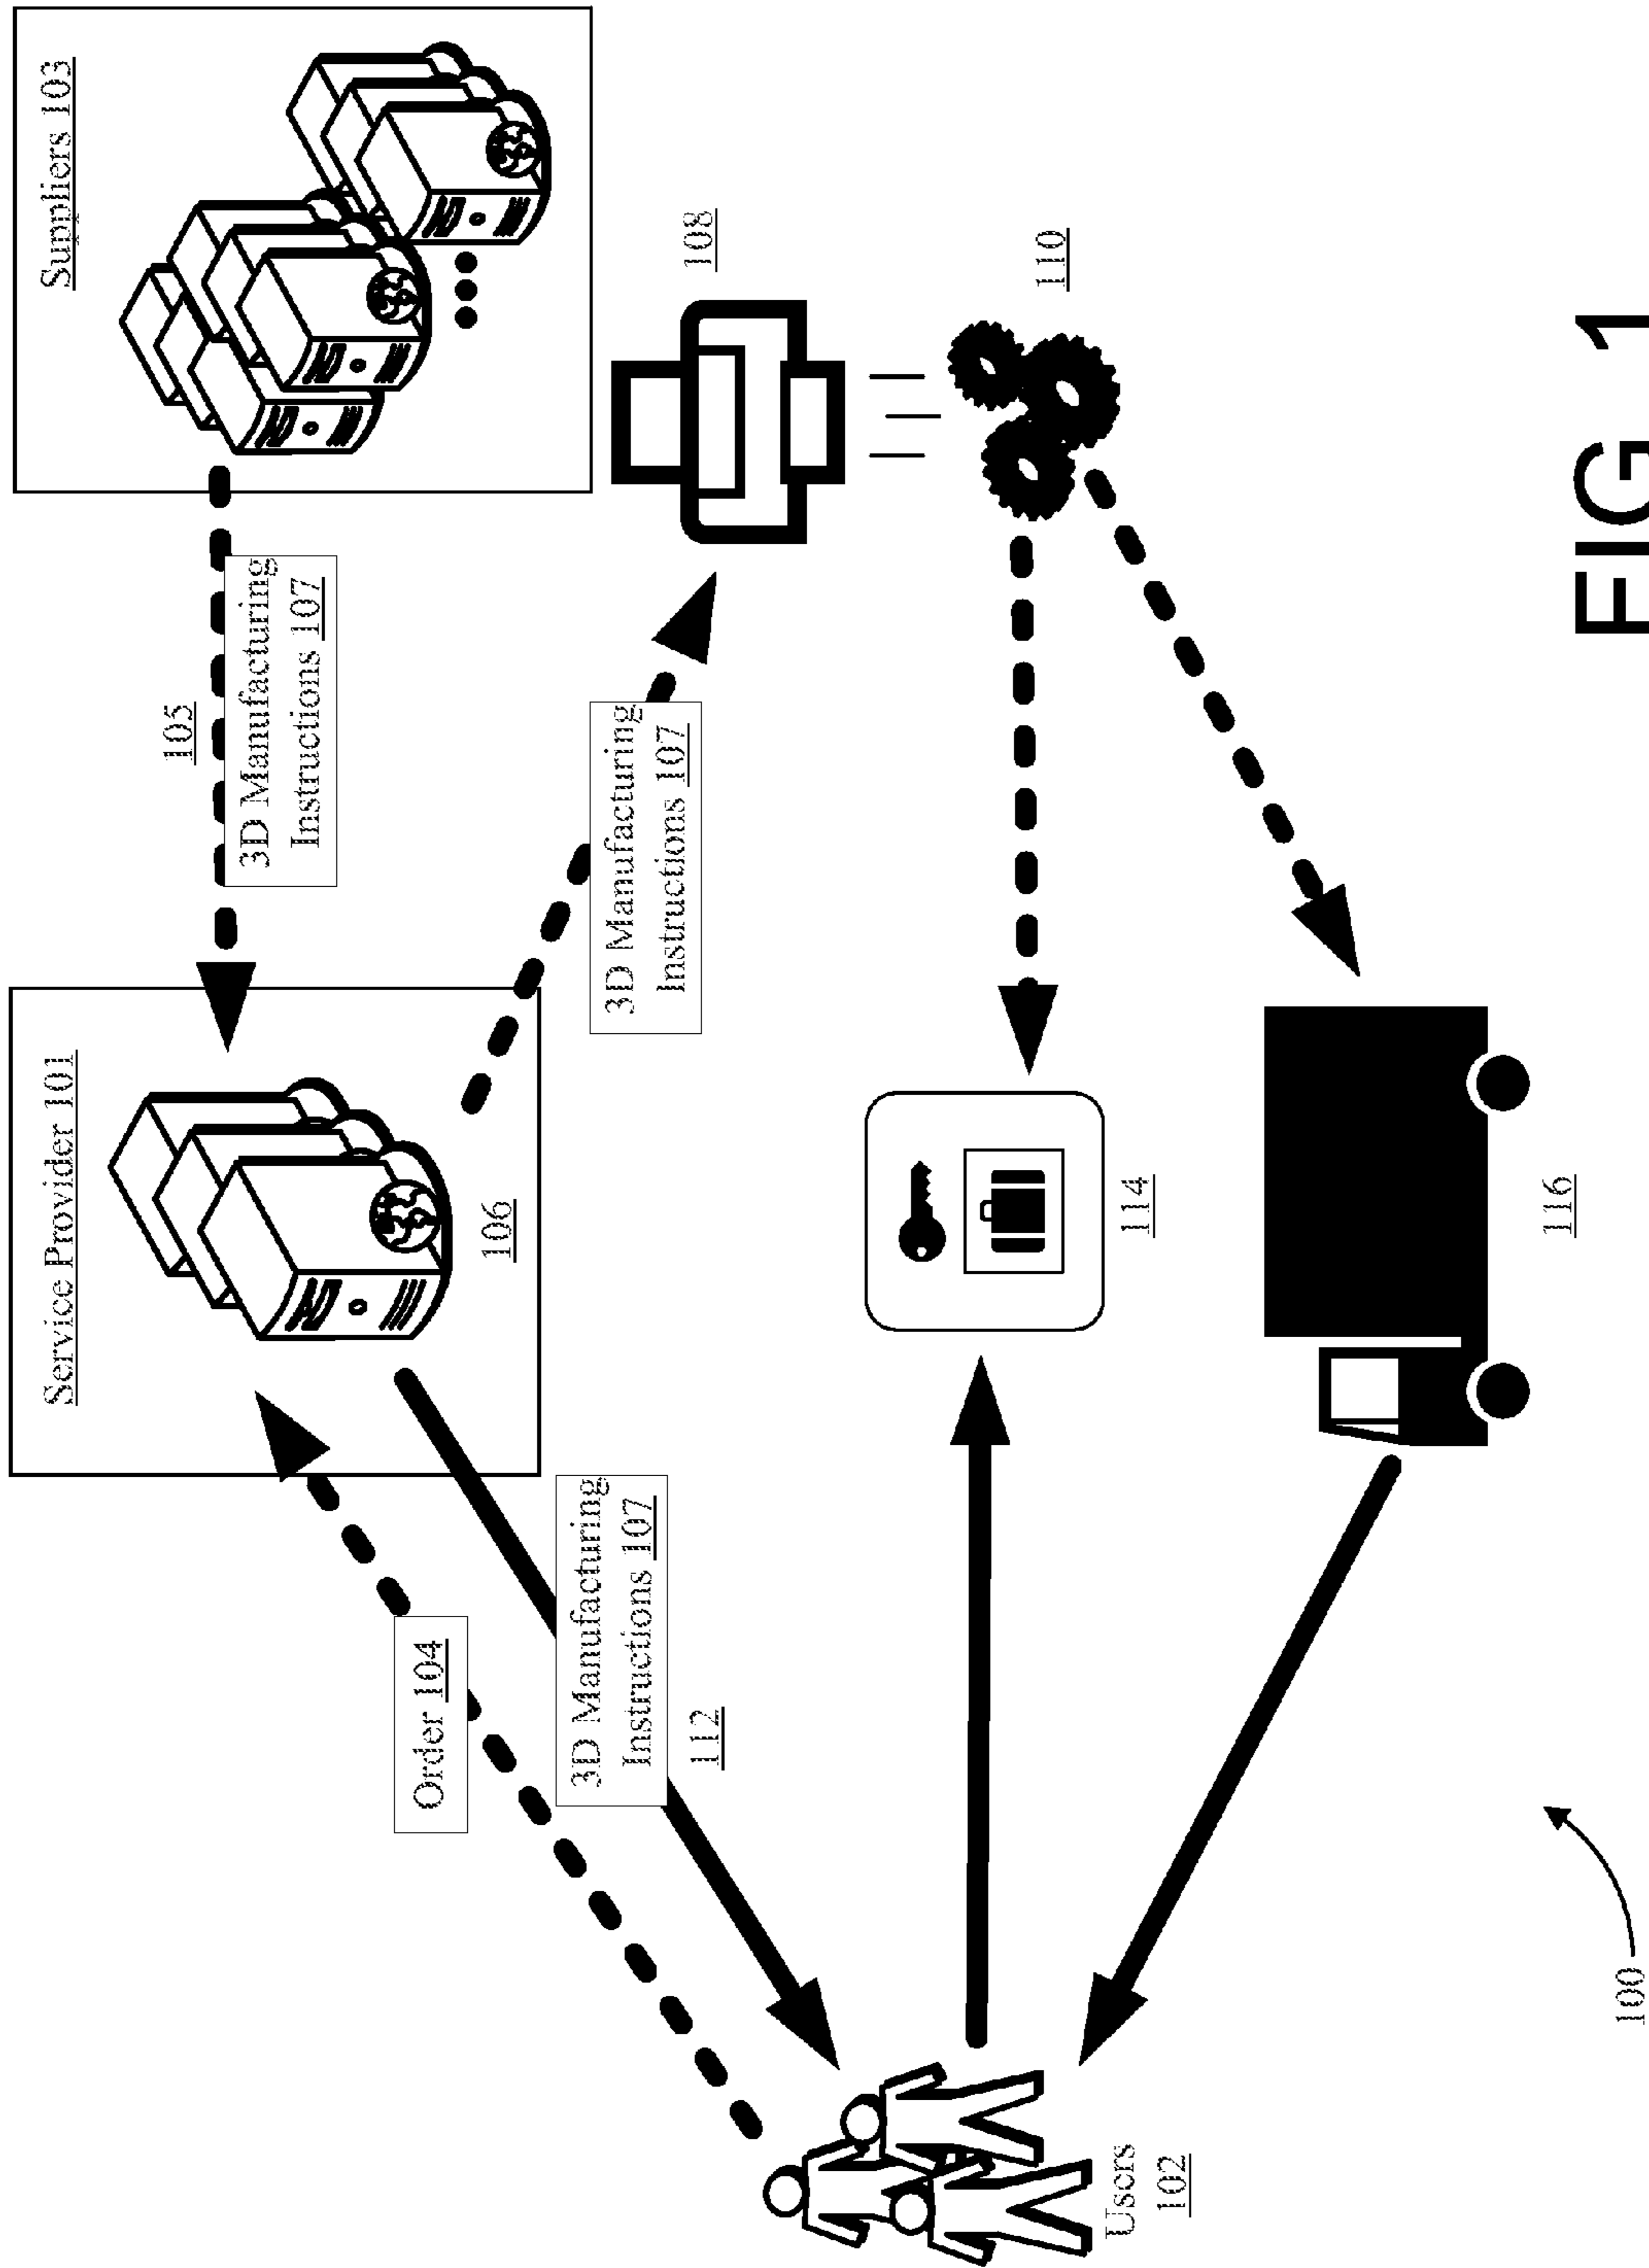 Service Provider 101
Suppliers 103
105
3D Manufacturing
Instructions 107
106
Order 104
3D Manufacturing
Instructions 107
3D Manufacturing
Instructions 107
112
108
110
Users
102
114
116
100
FIG. 1